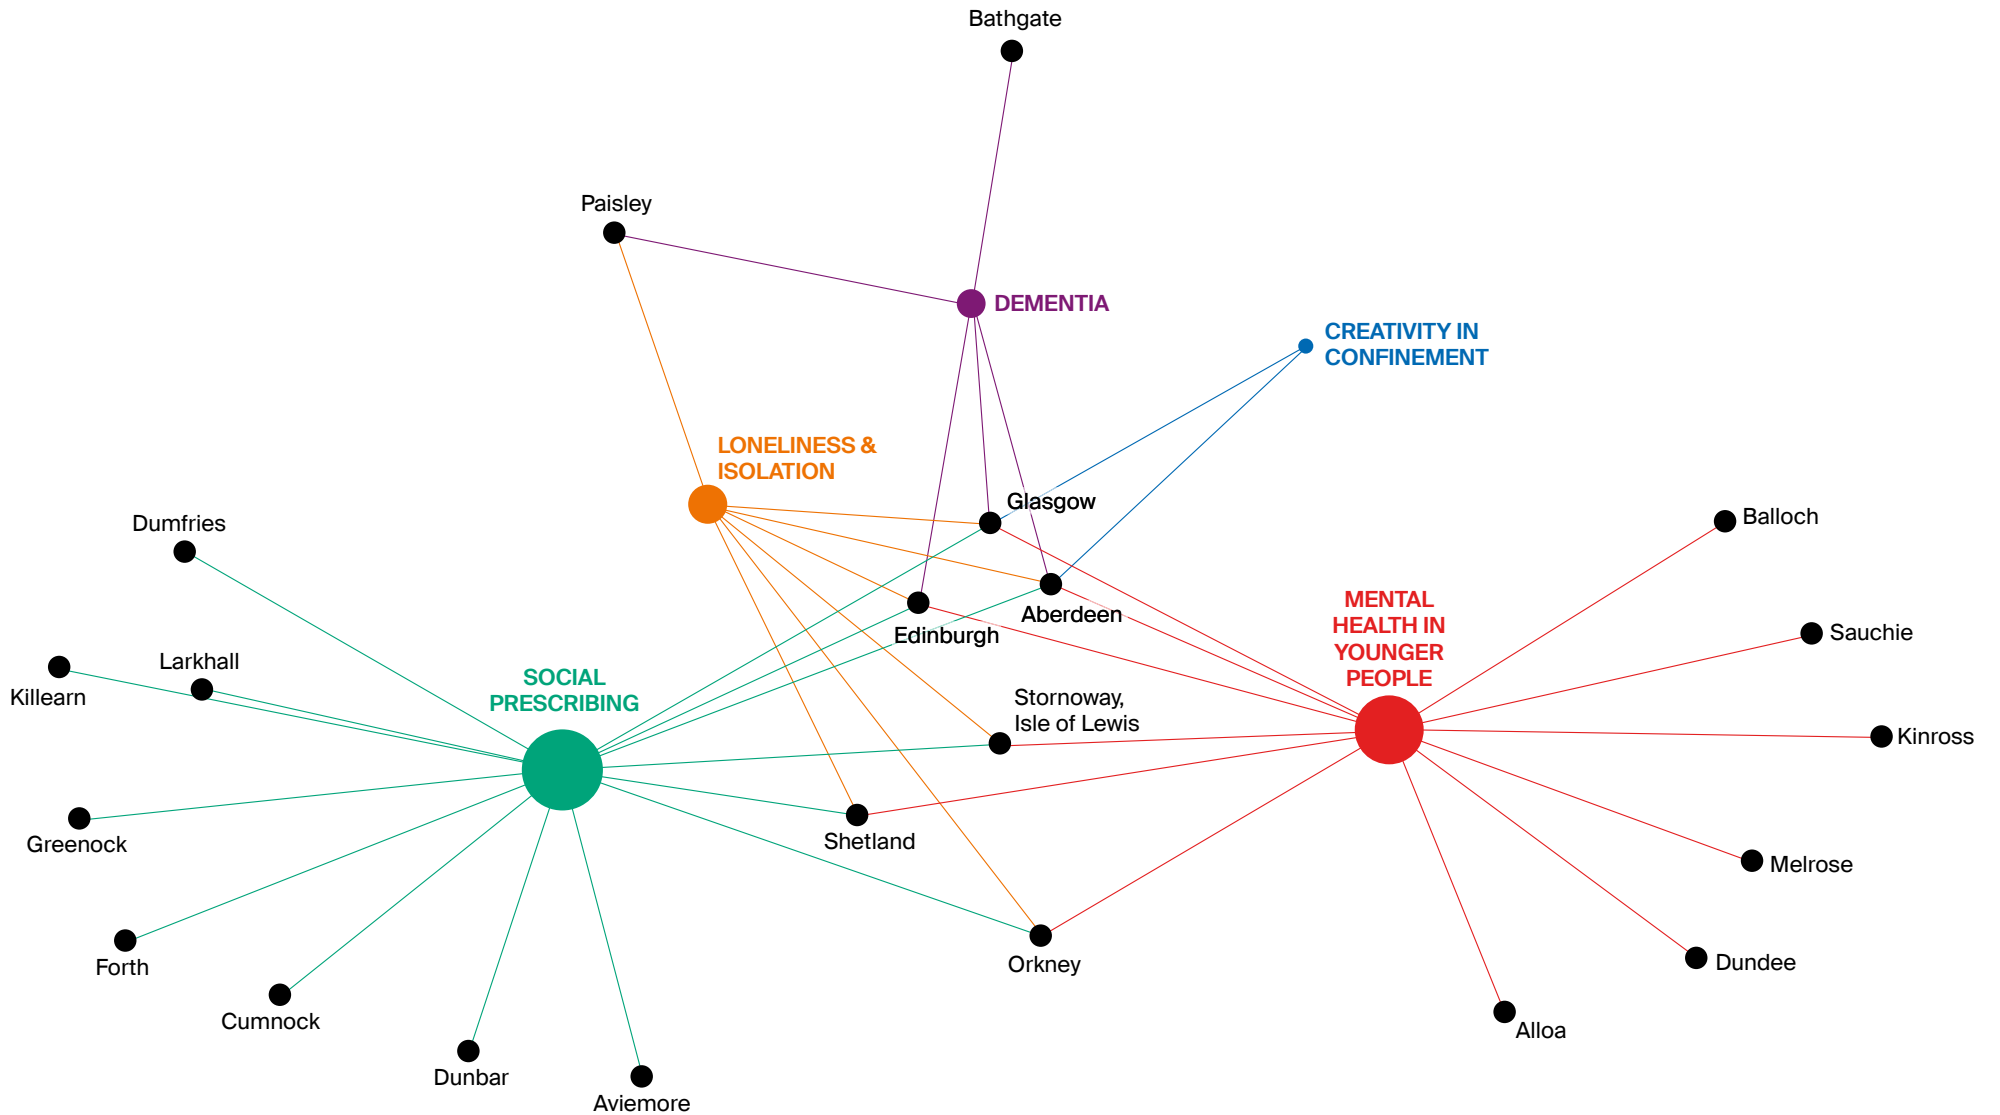 Bathgate
Paisley
DEMENTIA
CREATIVITY IN
CONFINEMENT
LONELINESS &
ISOLATION
Glasgow
Dumfries
Balloch
MENTAL
HEALTH IN
YOUNGER
PEOPLE
Aberdeen
Edinburgh
Sauchie
Larkhall
Killearn
SOCIAL
PRESCRIBING
Stornoway,
Isle of Lewis
Kinross
Shetland
Greenock
Melrose
Forth
Orkney
Dundee
Cumnock
Alloa
Dunbar
Aviemore